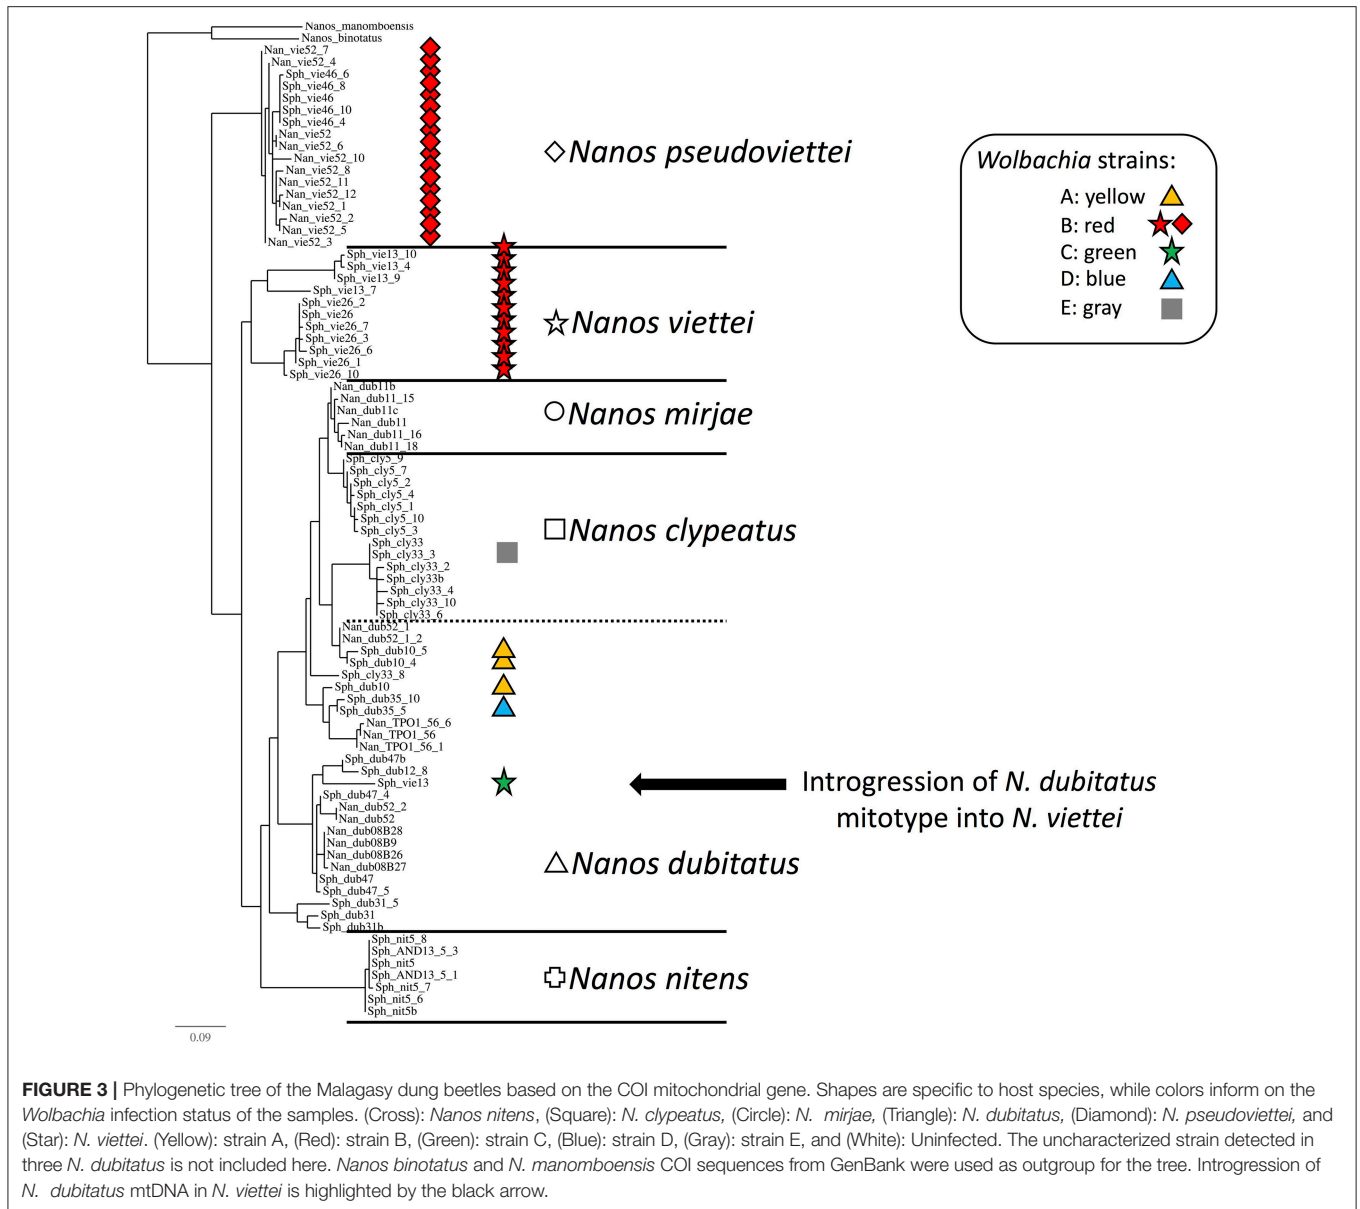 Nanos_manomboensis
Nanos_binotatus
Nan_vie52_7
Nan_vie52_4
Sph_vie46_6
Sph_vie46_8
Sph_vie46
Sph_vie46_10
Sph_vie46_4
Nan_vie52
Nan_vie52_6
Nan_vie52_10
Nan_vie52_8
Nan_vie52_11
Nan_vie52_12
Nan_vie52_1
Nan_vie52_2
Nan_vie52_5
Nan_vie52_3
Nanos pseudoviettei
Sph_vie13_10
Sph_vie13_4
Sph_vie13_9
Sph_vie13_7
Sph_vie26_2
Sph_vie26
Sph_vie26_7
Sph_vie26_3
Sph_vie26_6
Sph_vie26_1
Sph_vie26_10
Nanos viettei
Nan_dub11b
Nan_dub11_15
Nan_dub11c
Nan_dub11
Nan_dub11_16
Nan_dub11_18
Nanos mirjae
Sph_cly5_9
Sph_cly5_7
Sph_cly5_2
Sph_cly5_4
Sph_cly5_1
Sph_cly5_10
Sph_cly5_3
Sph_cly33
Sph_cly33_3
Sph_cly33_2
Sph_cly33b
Sph_cly33_4
Sph_cly33_10
Sph_cly33_6
Nanos clypeatus
Nan_dub52_1
Nan_dub52_1_2
Sph_dub10_5
Sph_dub10_4
Sph_cly33_8
Sph_dub10
Sph_dub35_10
Sph_dub35_5
Nan_TPO1_56_6
Nan_TPO1_56
Nan_TPO1_56_1
Sph_dub47b
Sph_dub12_8
Sph_vie13
Sph_dub47_4
Nan_dub52_2
Nan_dub52
Nan_dub08B28
Nan_dub08B9
Nan_dub08B26
Nan_dub08B27
Sph_dub47
Sph_dub47_5
Sph_dub31_5
Sph_dub31
Sph_dub31b
Nanos dubitatus
Introgression of N. dubitatus
mitotype into N. viettei
Sph_nit5_8
Sph_AND13_5_3
Sph_nit5
Sph_AND13_5_1
Sph_nit5_7
Sph_nit5_6
Sph_nit5b
Nanos nitens
Wolbachia strains:
A: yellow
B: red
C: green
D: blue
E: gray
0.09
FIGURE 3 | Phylogenetic tree of the Malagasy dung beetles based on the COI mitochondrial gene. Shapes are specific to host species, while colors inform on the
Wolbachia infection status of the samples. (Cross): Nanos nitens, (Square): N. clypeatus, (Circle): N. mirjae, (Triangle): N. dubitatus, (Diamond): N. pseudoviettei, and
(Star): N. viettei. (Yellow): strain A, (Red): strain B, (Green): strain C, (Blue): strain D, (Gray): strain E, and (White): Uninfected. The uncharacterized strain detected in
three N. dubitatus is not included here. Nanos binotatus and N. manomboensis COI sequences from GenBank were used as outgroup for the tree. Introgression of
N. dubitatus mtDNA in N. viettei is highlighted by the black arrow.